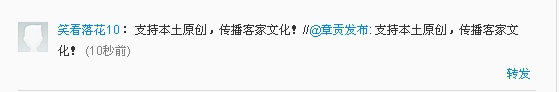 笑看落花10： 支持本土原创，传播客家文化！//@章贡发布: 支持本土原创，传播客家文
化！ (10秒前)
转发